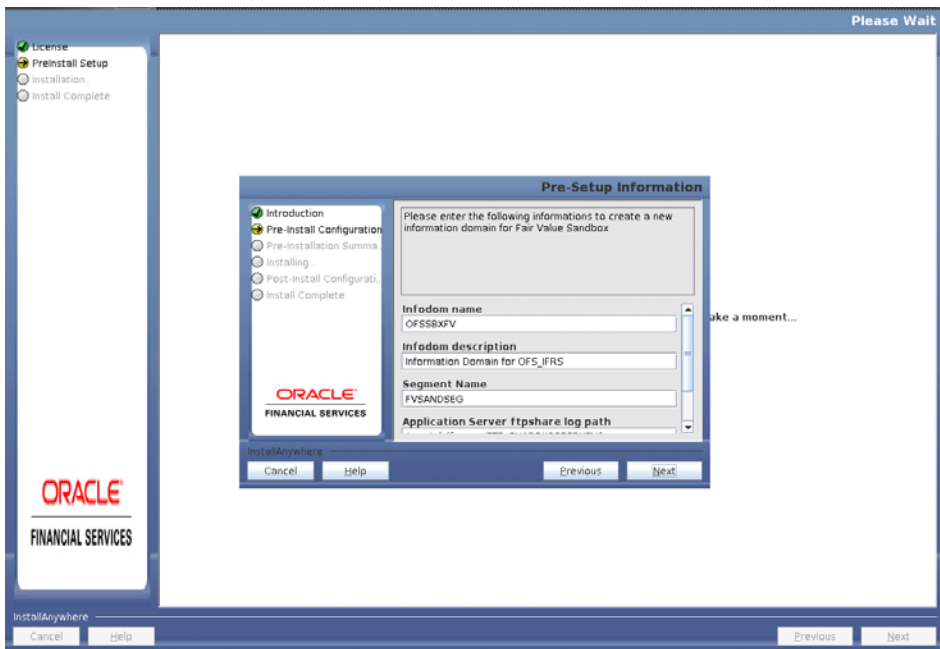 Please Wait
License
PreInstall Setup
Installation.
Install Complete
Pre-Setup Information
Introduction
Pre-Install Configuration
Pre-Installation Summa.
Installing...
Post-Install Configurati..
Install Complete
Please enter the following informations to create a new
information domain for Fair Value Sandbox
Infodom name
OFSSBXFV
Infodom description
Information Domain for OFS_IFRS
Segment Name
FVSANDSEG
Application Server ftpshare log path
ake a moment...
ORACLE
FINANCIAL SERVICES
InstallAnywhere
Cancel
Help
Previous
Next
ORACLE
FINANCIAL SERVICES
InstallAnywhere
Cancel
Help
Previous
Next